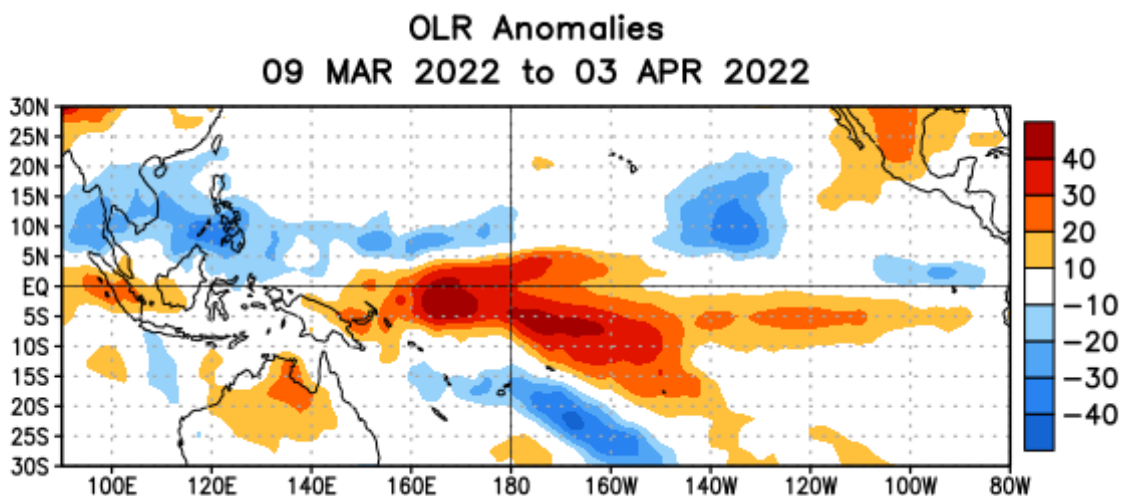 OLR Anomalies
09 MAR 2022 to 03 APR 2022
30N
25N
20N
15N
10N
5N
EQ
5S
10S
15S
20S
25S
30S
100E 120E 140E 160E 180 160W 140W 120W 100W 80W
40
30
20
10
−10
−20
−30
−40